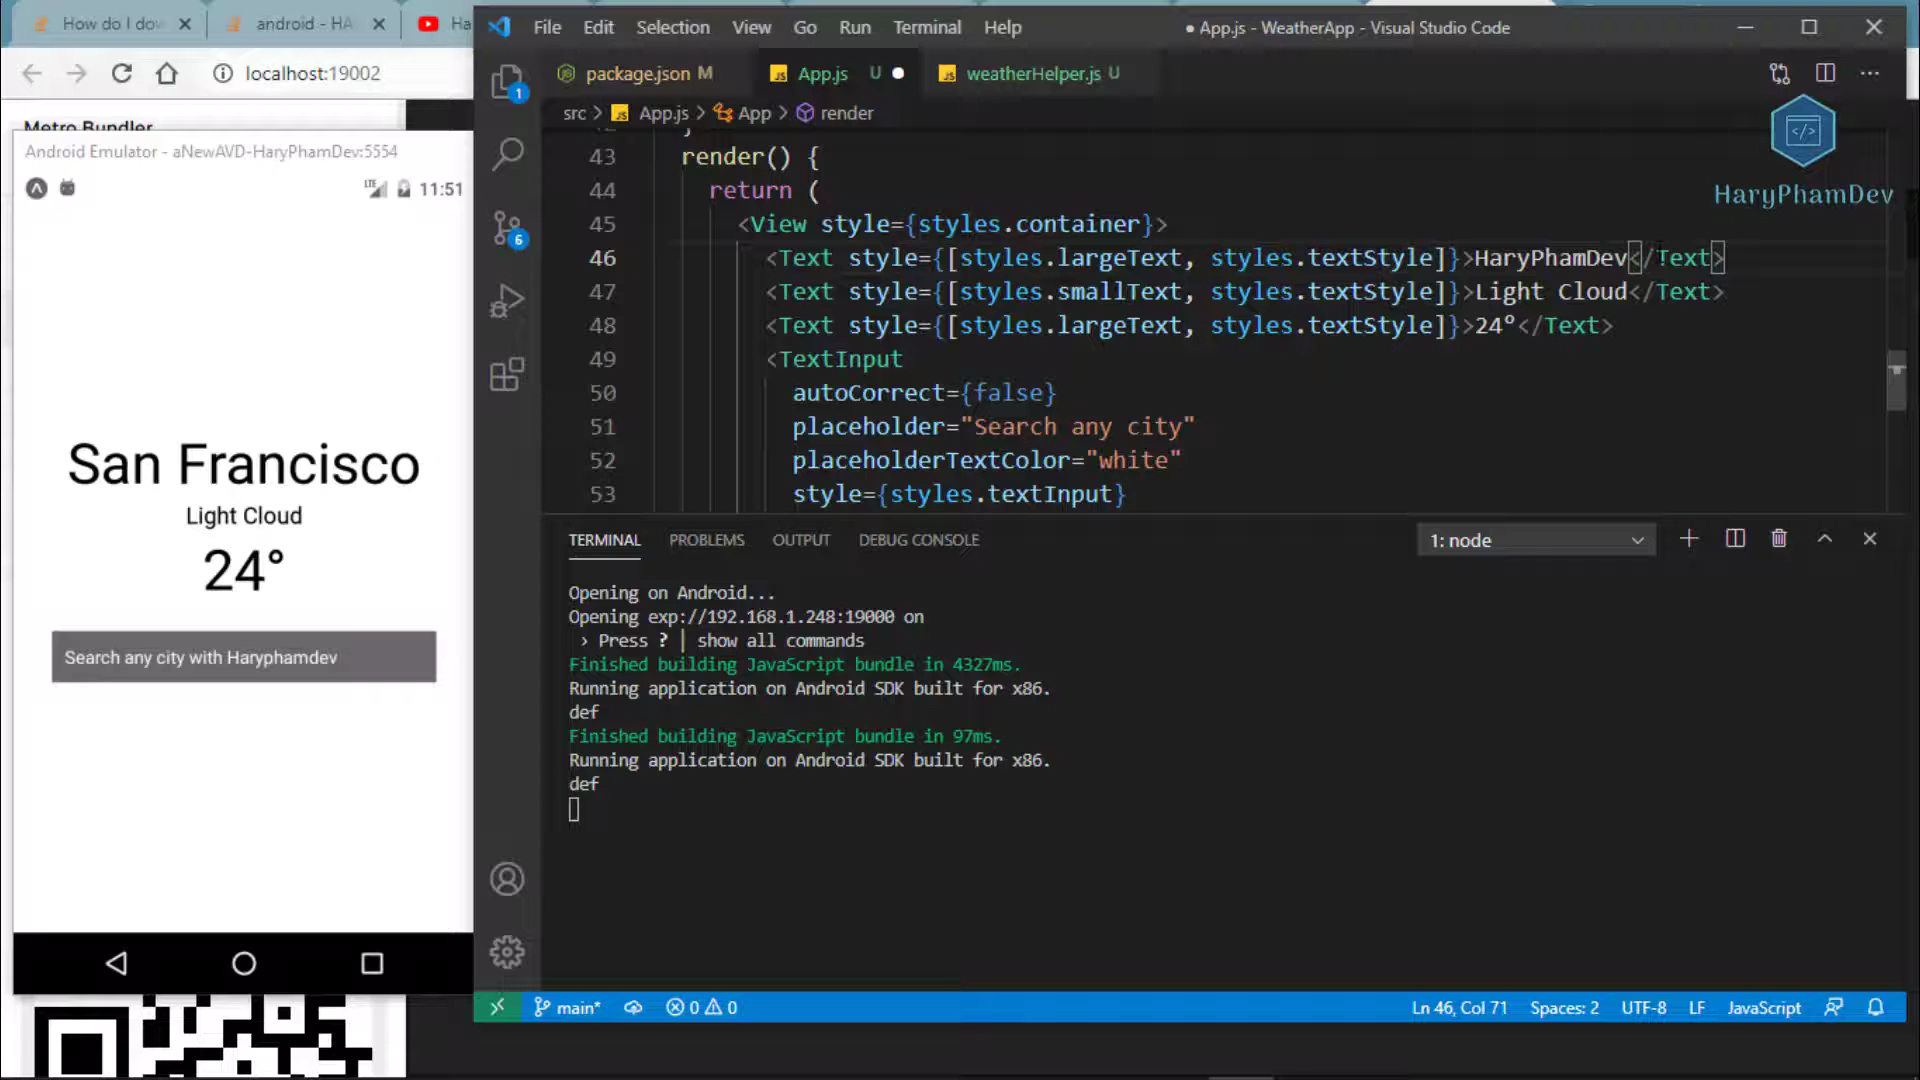 How do I do
android - HA
Ha
localhost:19002
Metro Bundler
Android Emulator - aNewAVD-HaryPhamDev:5554
LTE 11:51
San Francisco
Light Cloud
24°
Search any city with Haryphamdev
File Edit Selection View Go Run Terminal Help
● App.js - WeatherApp - Visual Studio Code
package.json M
App.js U
weatherHelper.js U
src > App.js > App > render
HaryPhamDev
1
6
43 render() {
44 return (
45 <View style={styles.container}>
46 <Text style={[styles.largeText, styles.textStyle]}>HaryPhamDev</Text>
47 <Text style={[styles.smallText, styles.textStyle]}>Light Cloud</Text>
48 <Text style={[styles.largeText, styles.textStyle]}>24°</Text>
49 <TextInput
50 autoCorrect={false}
51 placeholder="Search any city"
52 placeholderTextColor="white"
53 style={styles.textInput}
TERMINAL PROBLEMS OUTPUT DEBUG CONSOLE
1: node
Opening on Android...
Opening exp://192.168.1.248:19000 on
› Press ? | show all commands
Finished building JavaScript bundle in 4327ms.
Running application on Android SDK built for x86.
def
Finished building JavaScript bundle in 97ms.
Running application on Android SDK built for x86.
def
main* 0 0
Ln 46, Col 71 Spaces: 2 UTF-8 LF JavaScript